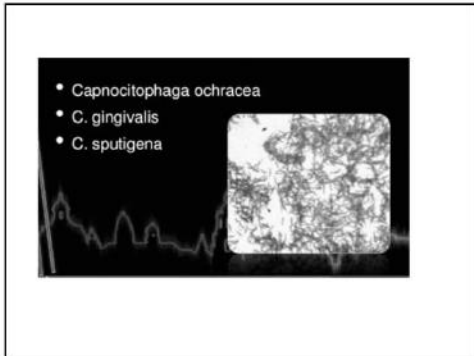 • Capnocitophaga ochracea
• C. gingivalis
• C. sputigena